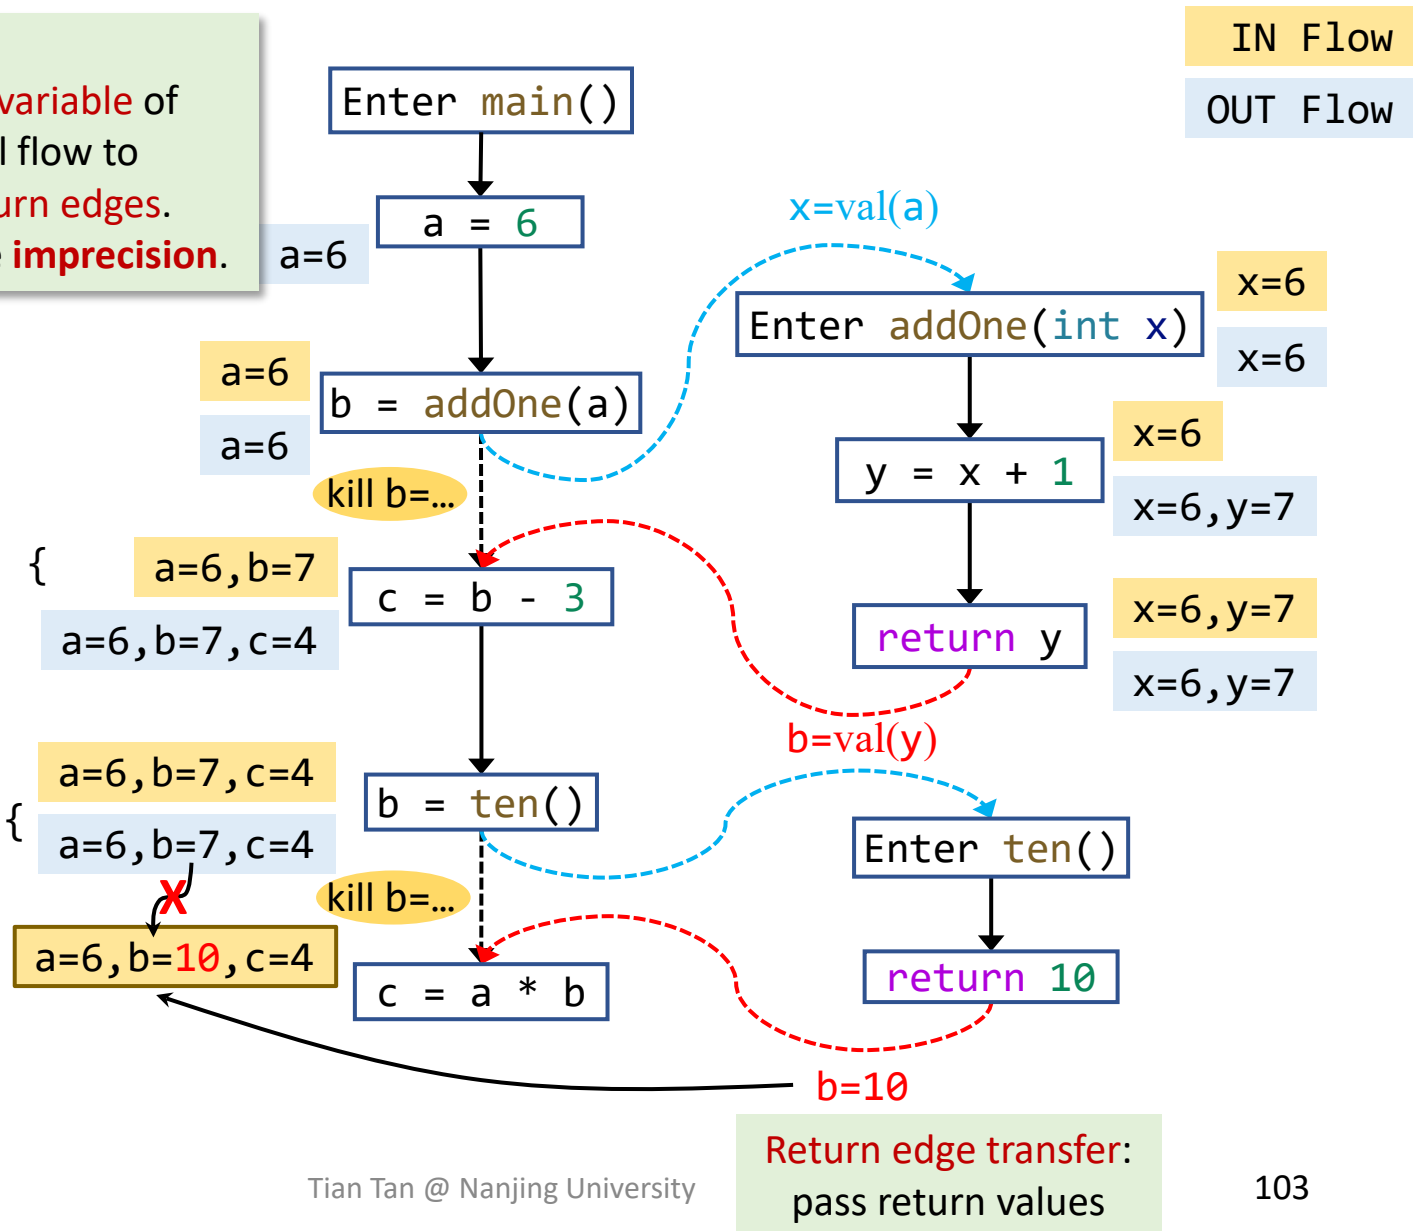 IN Flow
OUT Flow
variable of
flow to
urn edges.
imprecision.
Enter main()
a = 6
a=6
x=val(a)
Enter addOne(int x)
x=6
x=6
a=6
b = addOne(a)
a=6
kill b=…
x=6
y = x + 1
x=6,y=7
{
a=6,b=7
c = b - 3
a=6,b=7,c=4
x=6,y=7
return y
x=6,y=7
b=val(y)
a=6,b=7,c=4
b = ten()
{
a=6,b=7,c=4
Enter ten()
X
kill b=…
a=6,b=10,c=4
c = a * b
return 10
b=10
Return edge transfer:
pass return values
Tian Tan @ Nanjing University
103